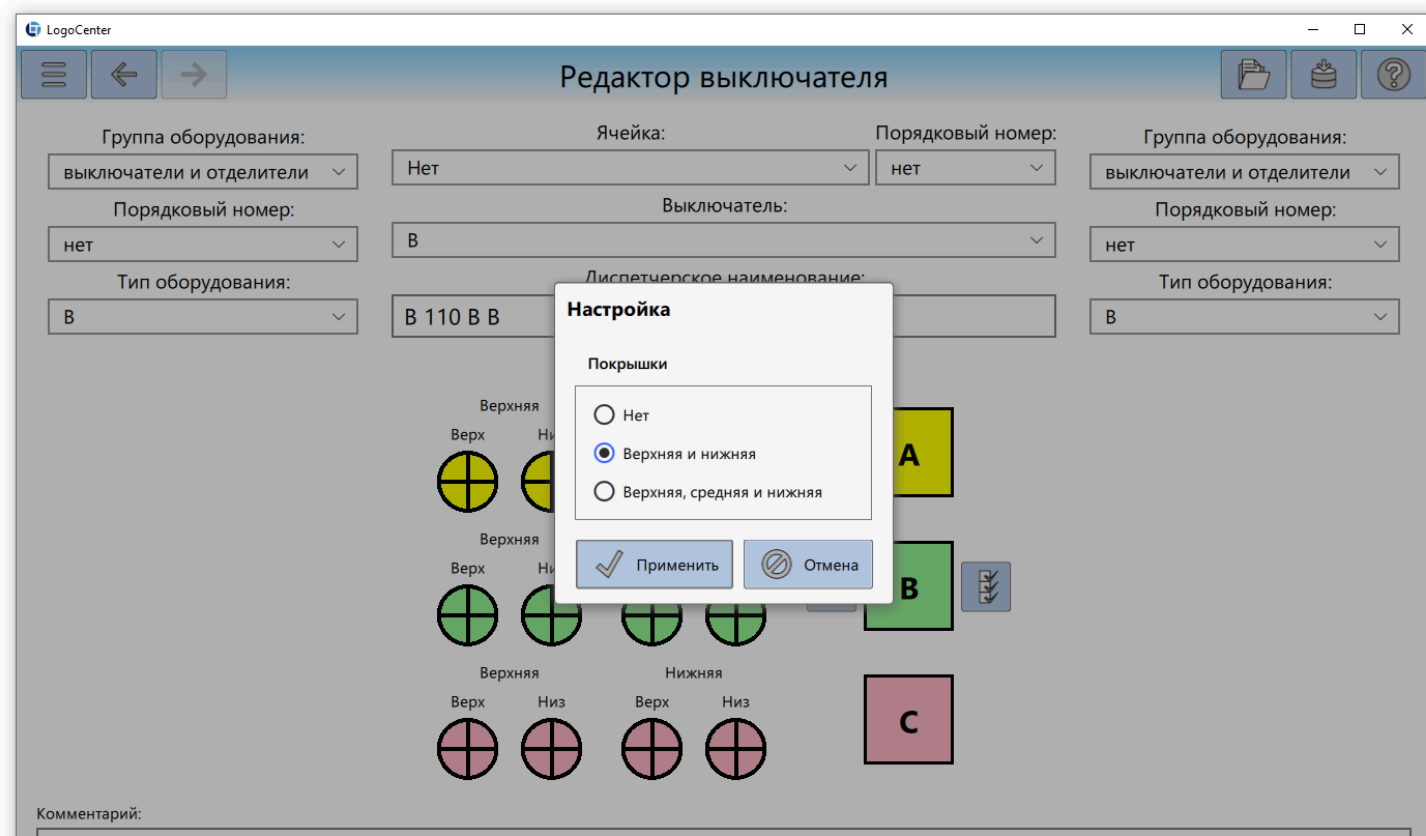 LogoCenter
Редактор выключателя
Группа оборудования:
выключатели и отделители
Порядковый номер:
нет
Тип оборудования:
В
Ячейка:
Порядковый номер:
Нет
нет
Выключатель:
В
Диспетчерское наименование:
В 110 В В
Группа оборудования:
выключатели и отделители
Порядковый номер:
нет
Тип оборудования:
В
Настройка
Покрышки
Нет
Верхняя и нижняя
Верхняя, средняя и нижняя
Применить
Отмена
Верхняя
Верх
A
Верхняя
Верх
B
Верхняя
Нижняя
Верх
Низ
Верх
Низ
C
Комментарий: